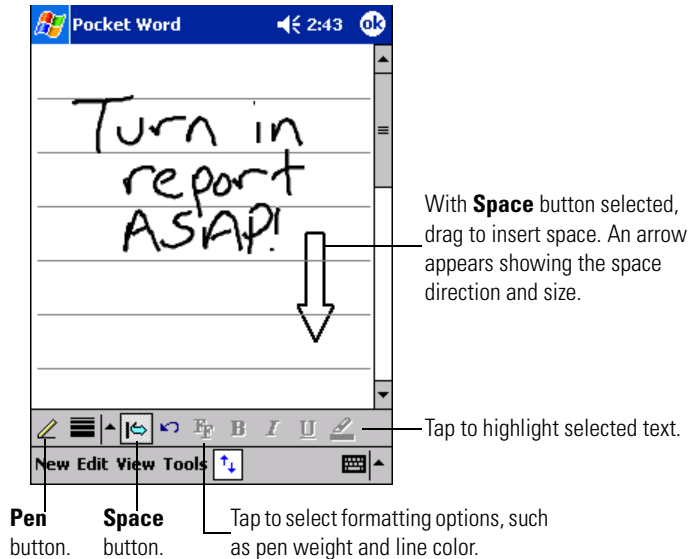 Pocket Word 2:43 ok
Turn in
report
ASAP!
With Space button selected,
drag to insert space. An arrow
appears showing the space
direction and size.
B I U
Tap to highlight selected text.
New Edit View Tools
Pen
button.
Space
button.
Tap to select formatting options, such
as pen weight and line color.